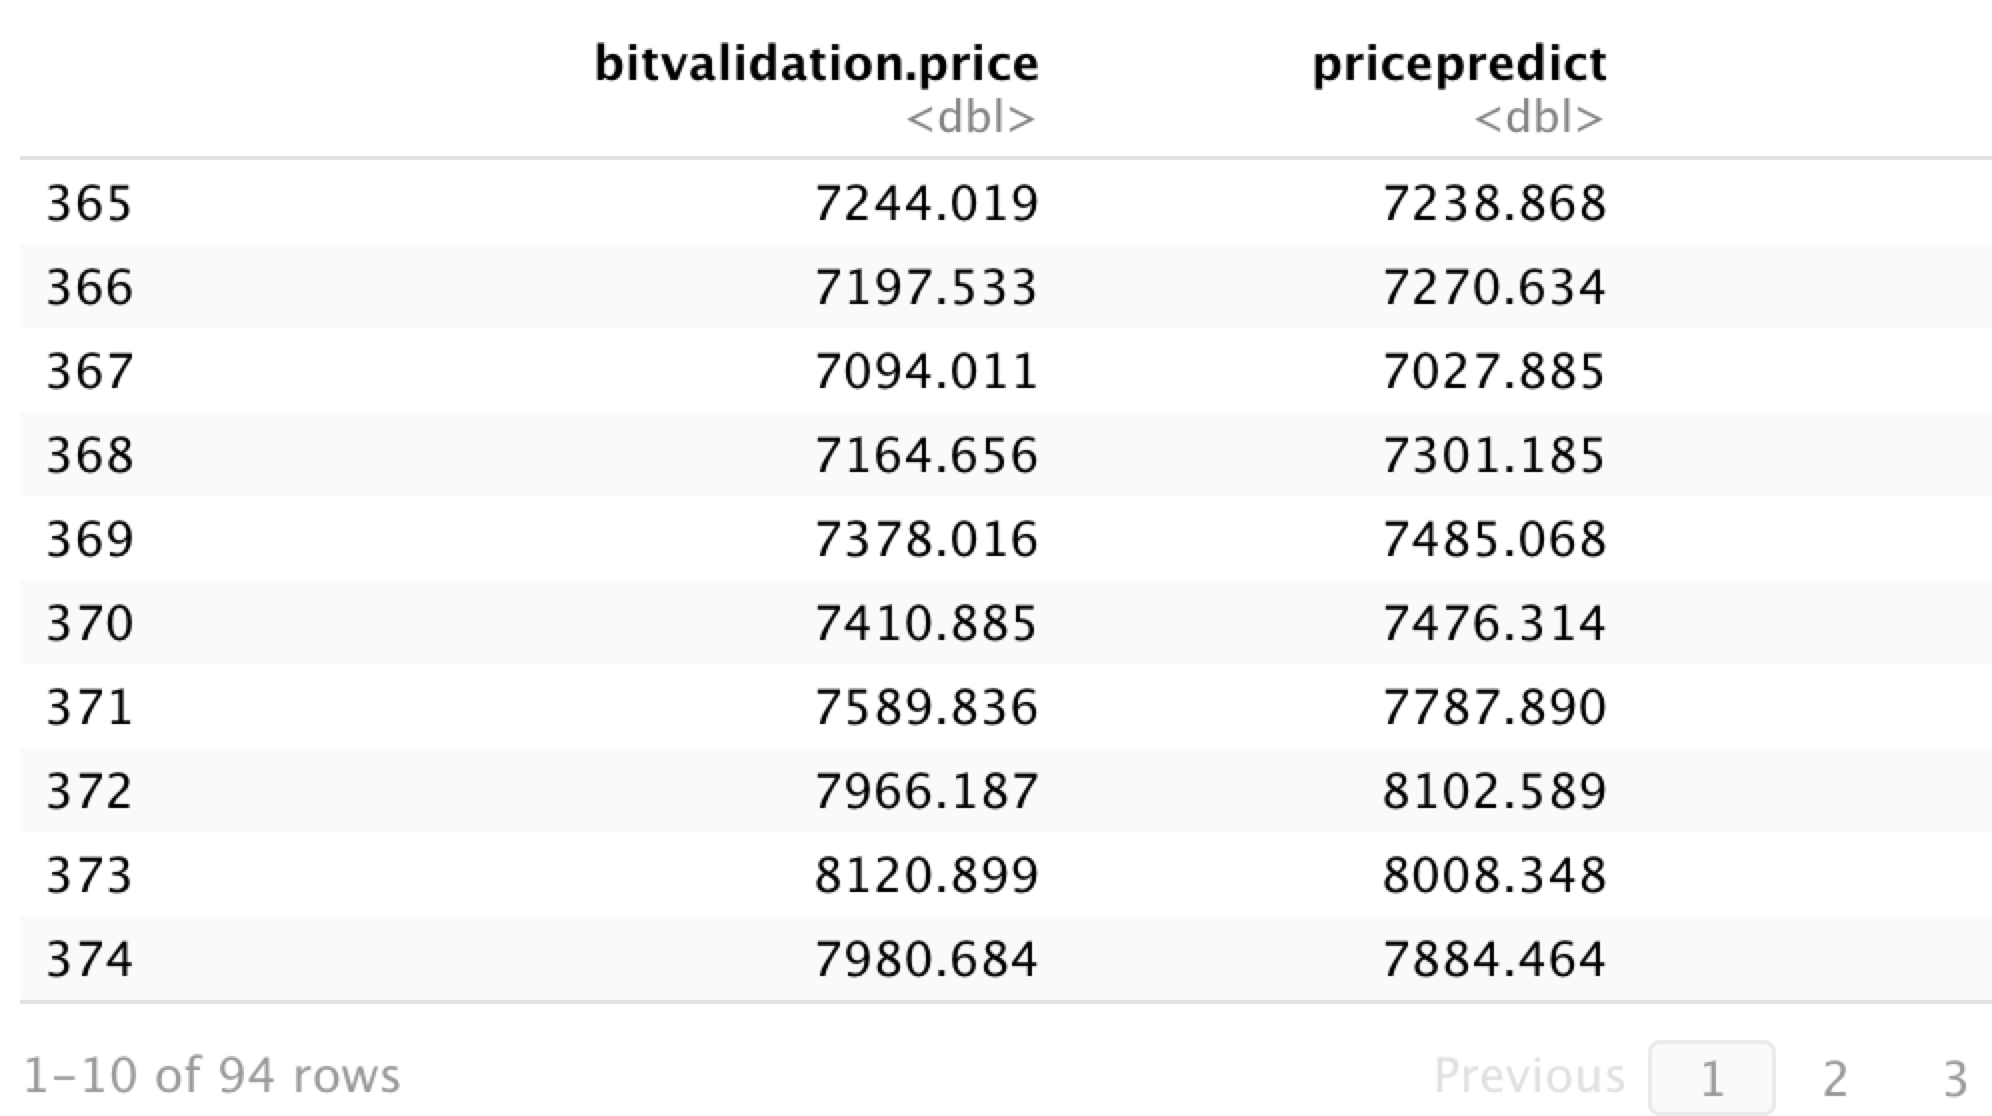 bitvalidation.price pricepredict
<dbl> <dbl>
365 7244.019 7238.868
366 7197.533 7270.634
367 7094.011 7027.885
368 7164.656 7301.185
369 7378.016 7485.068
370 7410.885 7476.314
371 7589.836 7787.890
372 7966.187 8102.589
373 8120.899 8008.348
374 7980.684 7884.464
1–10 of 94 rows Previous 1 2 3